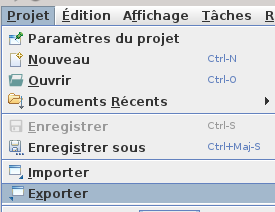 Projet Édition Affichage Tâches
Paramètres du projet
Nouveau Ctrl-N
Ouvrir Ctrl-O
Documents Récents
Enregistrer Ctrl-S
Enregistrer sous Ctrl+Maj-S
Importer
Exporter